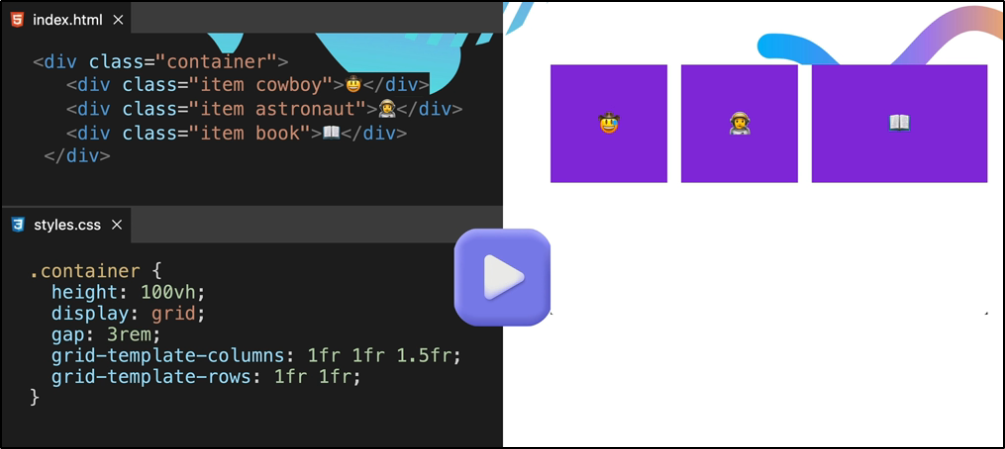 index.html
<div class="container">
<div class="item cowboy">🤠</div>
<div class="item astronaut">👩‍🚀</div>
<div class="item book">📖</div>
</div>
styles.css
.container {
height: 100vh;
display: grid;
gap: 3rem;
grid-template-columns: 1fr 1fr 1.5fr;
grid-template-rows: 1fr 1fr;
}